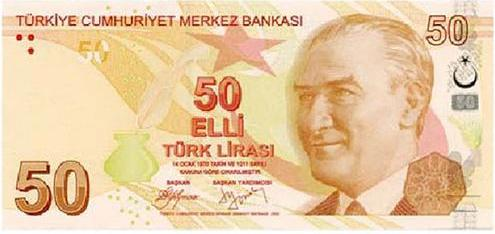 TÜRKİYE CUMHURİYET MERKEZ BANKASI
50
50
50
ELLİ
TÜRK LİRASI
14 OCAK 1970 TARİH VE 1211 SAYILI
KANUNA GÖRE ÇIKARILMIŞTIR.
BAŞKAN BAŞKAN YARDIMCISI
50
50